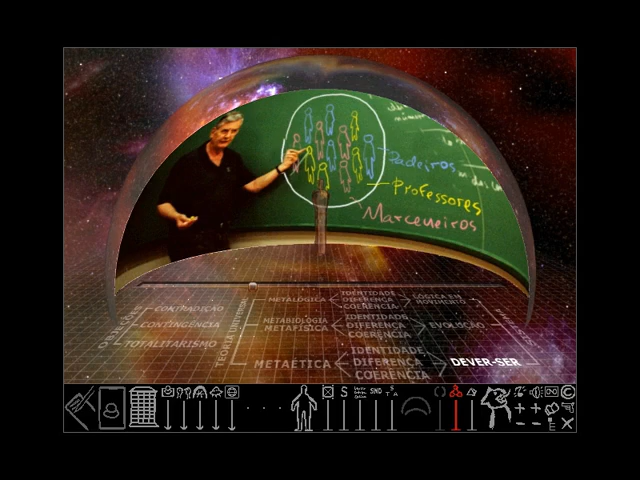 Padeiros
Professores
Marceneiros
OBJEÇÕES
CONTRADIÇÃO
CONTINGÊNCIA
TOTALITARISMO
TEORIA UNIVERSAL
METALÓGICA
IDENTIDADE
DIFERENÇA
COERÊNCIA
LÓGICA EM
MOVIMENTO
METABIOLOGIA
METAFÍSICA
IDENTIDADE
DIFERENÇA
COERÊNCIA
EVOLUÇÃO
METAÉTICA
IDENTIDADE
DIFERENÇA
COERÊNCIA
DEVER-SER
S
©